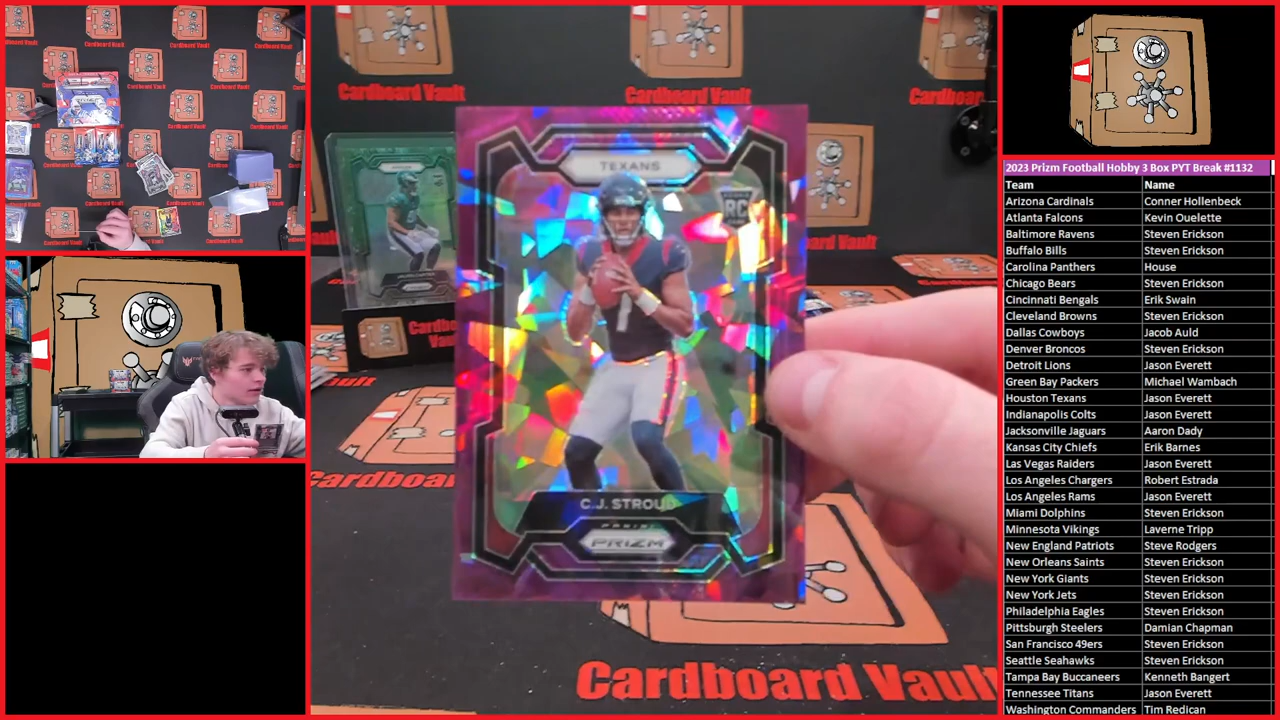 Cardboard Vault
Cardboard Vault
Cardboard Vault
TEXANS
RC
C.J. STROUD
PANINI
PRIZM
Cardboard Vault
2023 Prizm Football Hobby 3 Box PYT Break #1132
Team Name
Arizona Cardinals Conner Hollenbeck
Atlanta Falcons Kevin Ouelette
Baltimore Ravens Steven Erickson
Buffalo Bills Steven Erickson
Carolina Panthers House
Chicago Bears Steven Erickson
Cincinnati Bengals Erik Swain
Cleveland Browns Steven Erickson
Dallas Cowboys Jacob Auld
Denver Broncos Steven Erickson
Detroit Lions Jason Everett
Green Bay Packers Michael Wambach
Houston Texans Jason Everett
Indianapolis Colts Jason Everett
Jacksonville Jaguars Aaron Dady
Kansas City Chiefs Erik Barnes
Las Vegas Raiders Jason Everett
Los Angeles Chargers Robert Estrada
Los Angeles Rams Jason Everett
Miami Dolphins Steven Erickson
Minnesota Vikings Laverne Tripp
New England Patriots Steve Rodgers
New Orleans Saints Steven Erickson
New York Giants Steven Erickson
New York Jets Steven Erickson
Philadelphia Eagles Steven Erickson
Pittsburgh Steelers Damian Chapman
San Francisco 49ers Steven Erickson
Seattle Seahawks Steven Erickson
Tampa Bay Buccaneers Kenneth Bangert
Tennessee Titans Jason Everett
Washington Commanders Tim Redican